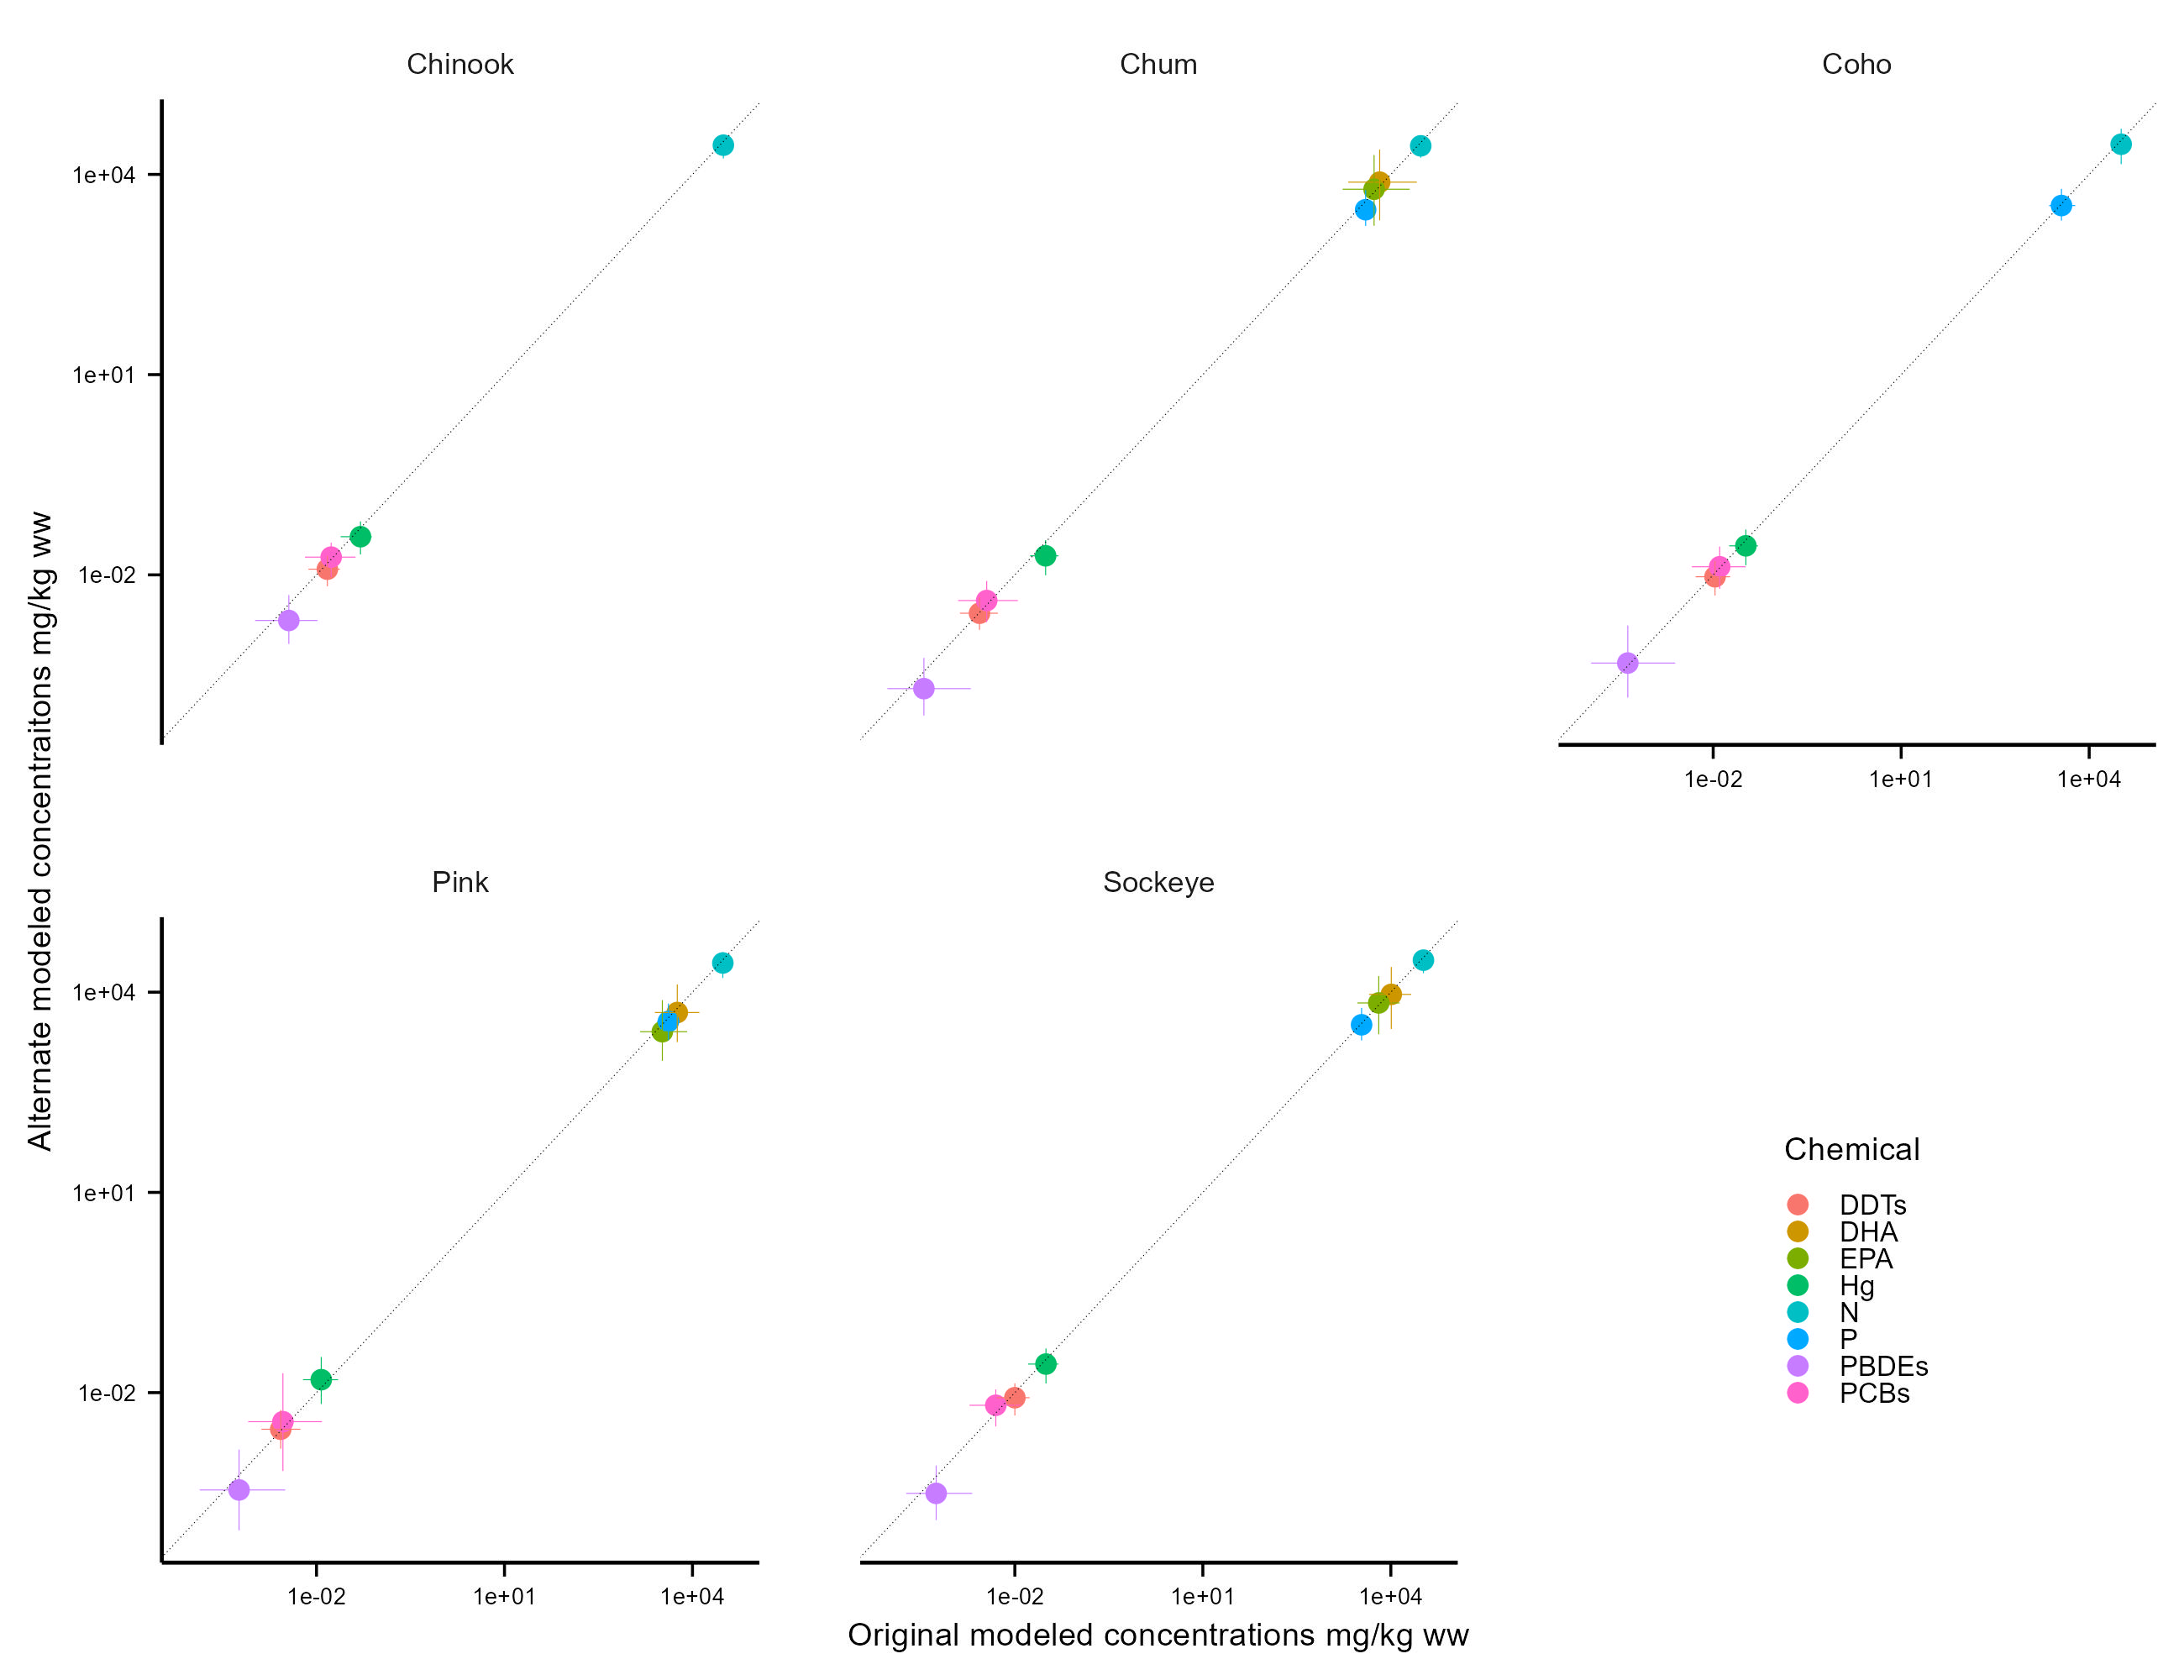 Chinook
Chum
Coho
1e+04
1e+01
1e-02
1e-02
1e+01
1e+04
Alternate modeled concentraitons mg/kg ww
Pink
Sockeye
1e+04
1e+01
1e-02
1e-02
1e+01
1e+04
1e-02
1e+01
1e+04
Original modeled concentrations mg/kg ww
Chemical
DDTs
DHA
EPA
Hg
N
P
PBDEs
PCBs